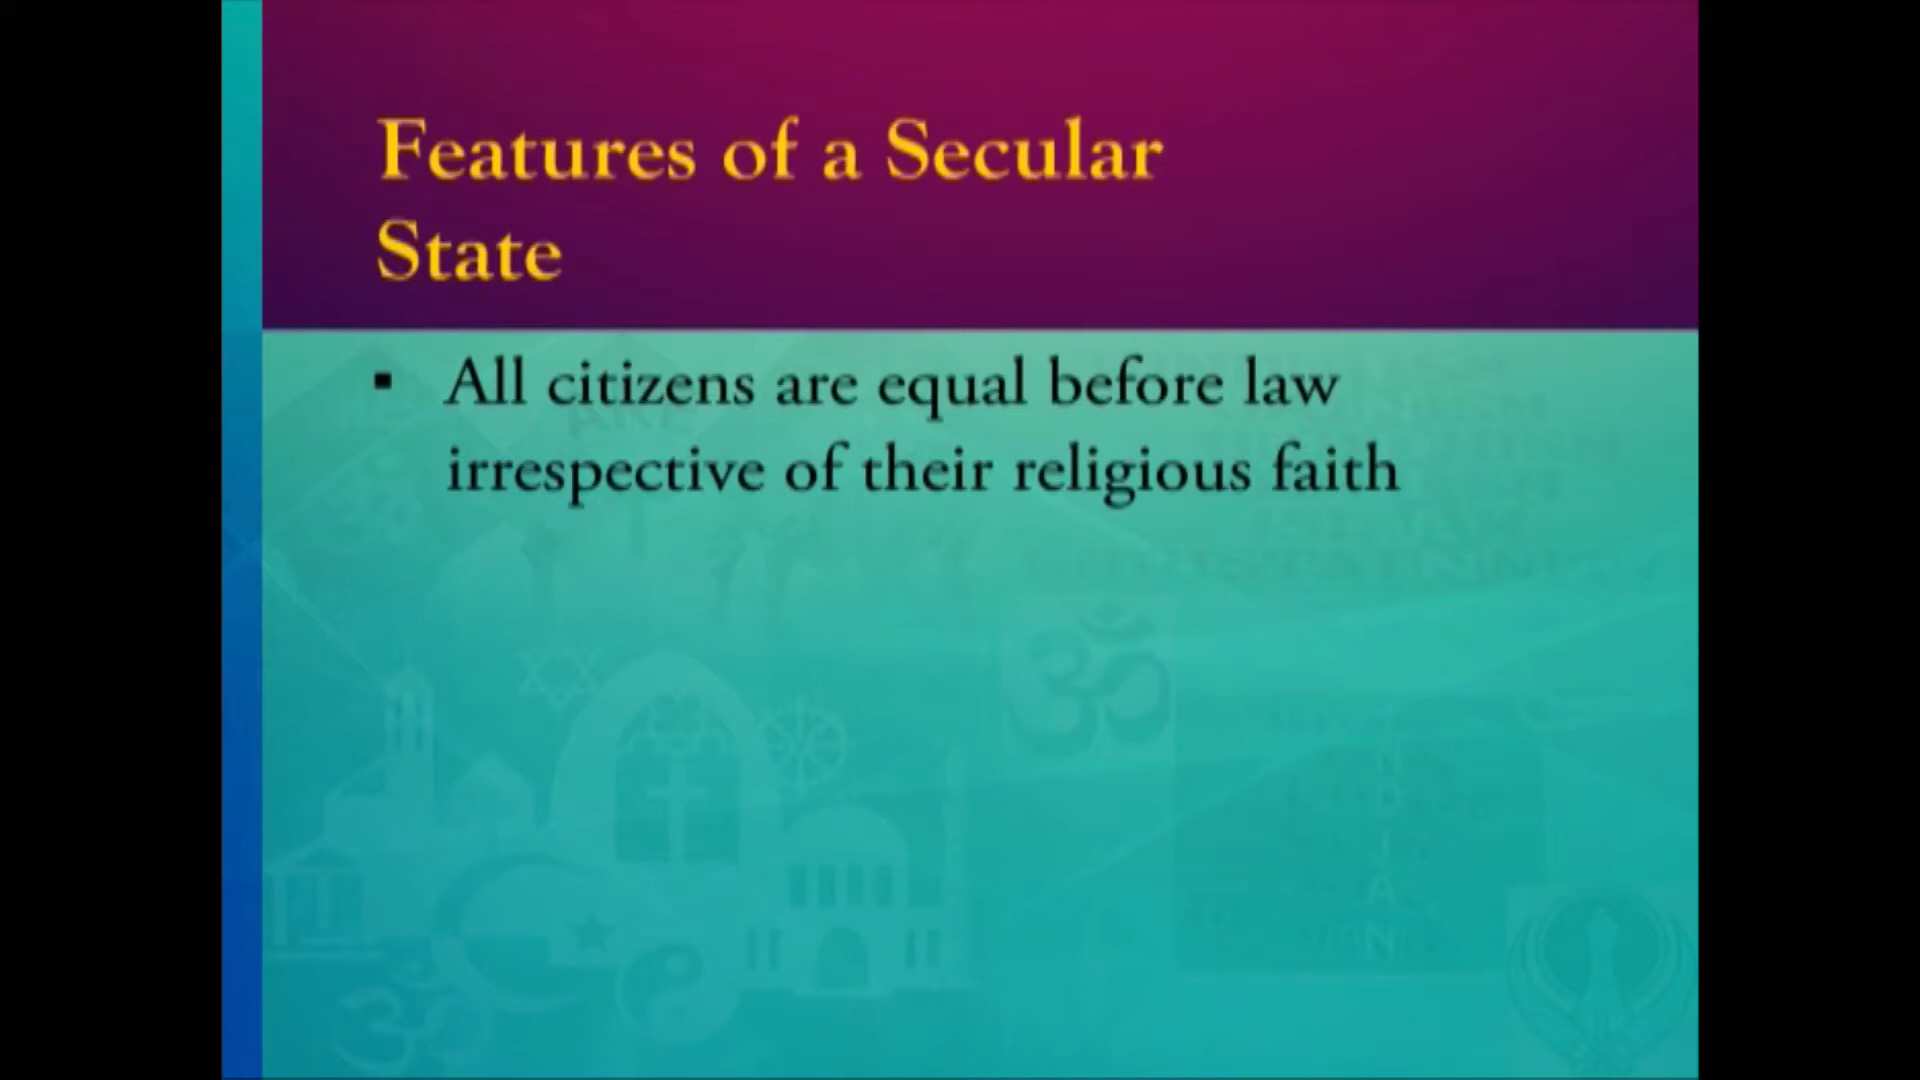 Features of a Secular
State
▪ All citizens are equal before law
irrespective of their religious faith